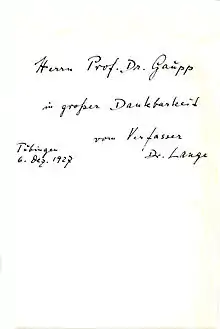 Herrn Prof. Dr. Gaupp
in großer Dankbarkeit
vom Verfasser
Tübingen
6. Dez. 1927
Dr. Lange